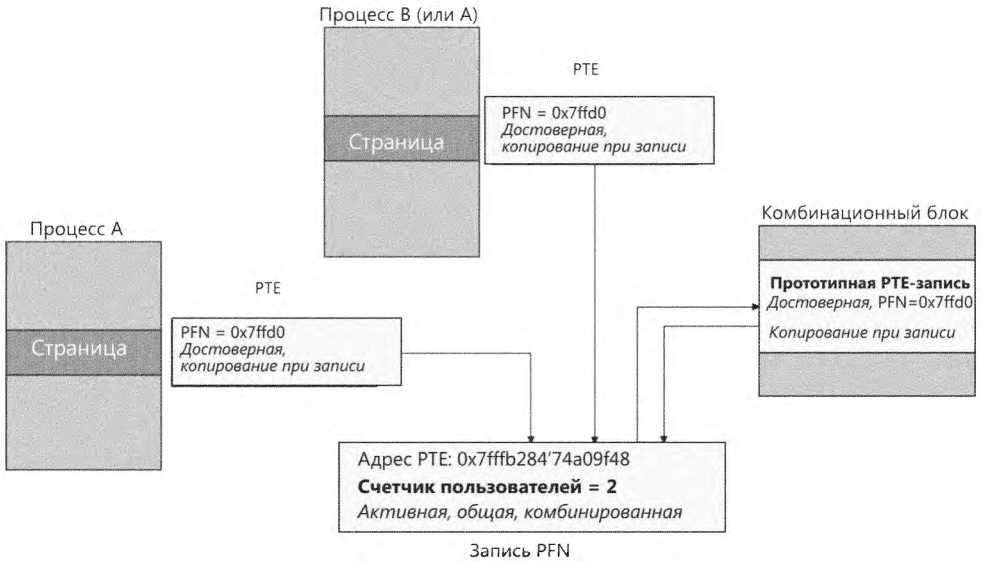 Процесс B (или A)
PTE
PFN = 0x7ffd0
Достоверная,
копирование при записи
Страница
Комбинационный блок
Прототипная PTE-запись
Достоверная, PFN=0x7ffd0
Копирование при записи
Процесс A
PTE
PFN = 0x7ffd0
Достоверная,
копирование при записи
Страница
Адрес PTE: 0x7fffb284'74a09f48
Счетчик пользователей = 2
Активная, общая, комбинированная
Запись PFN